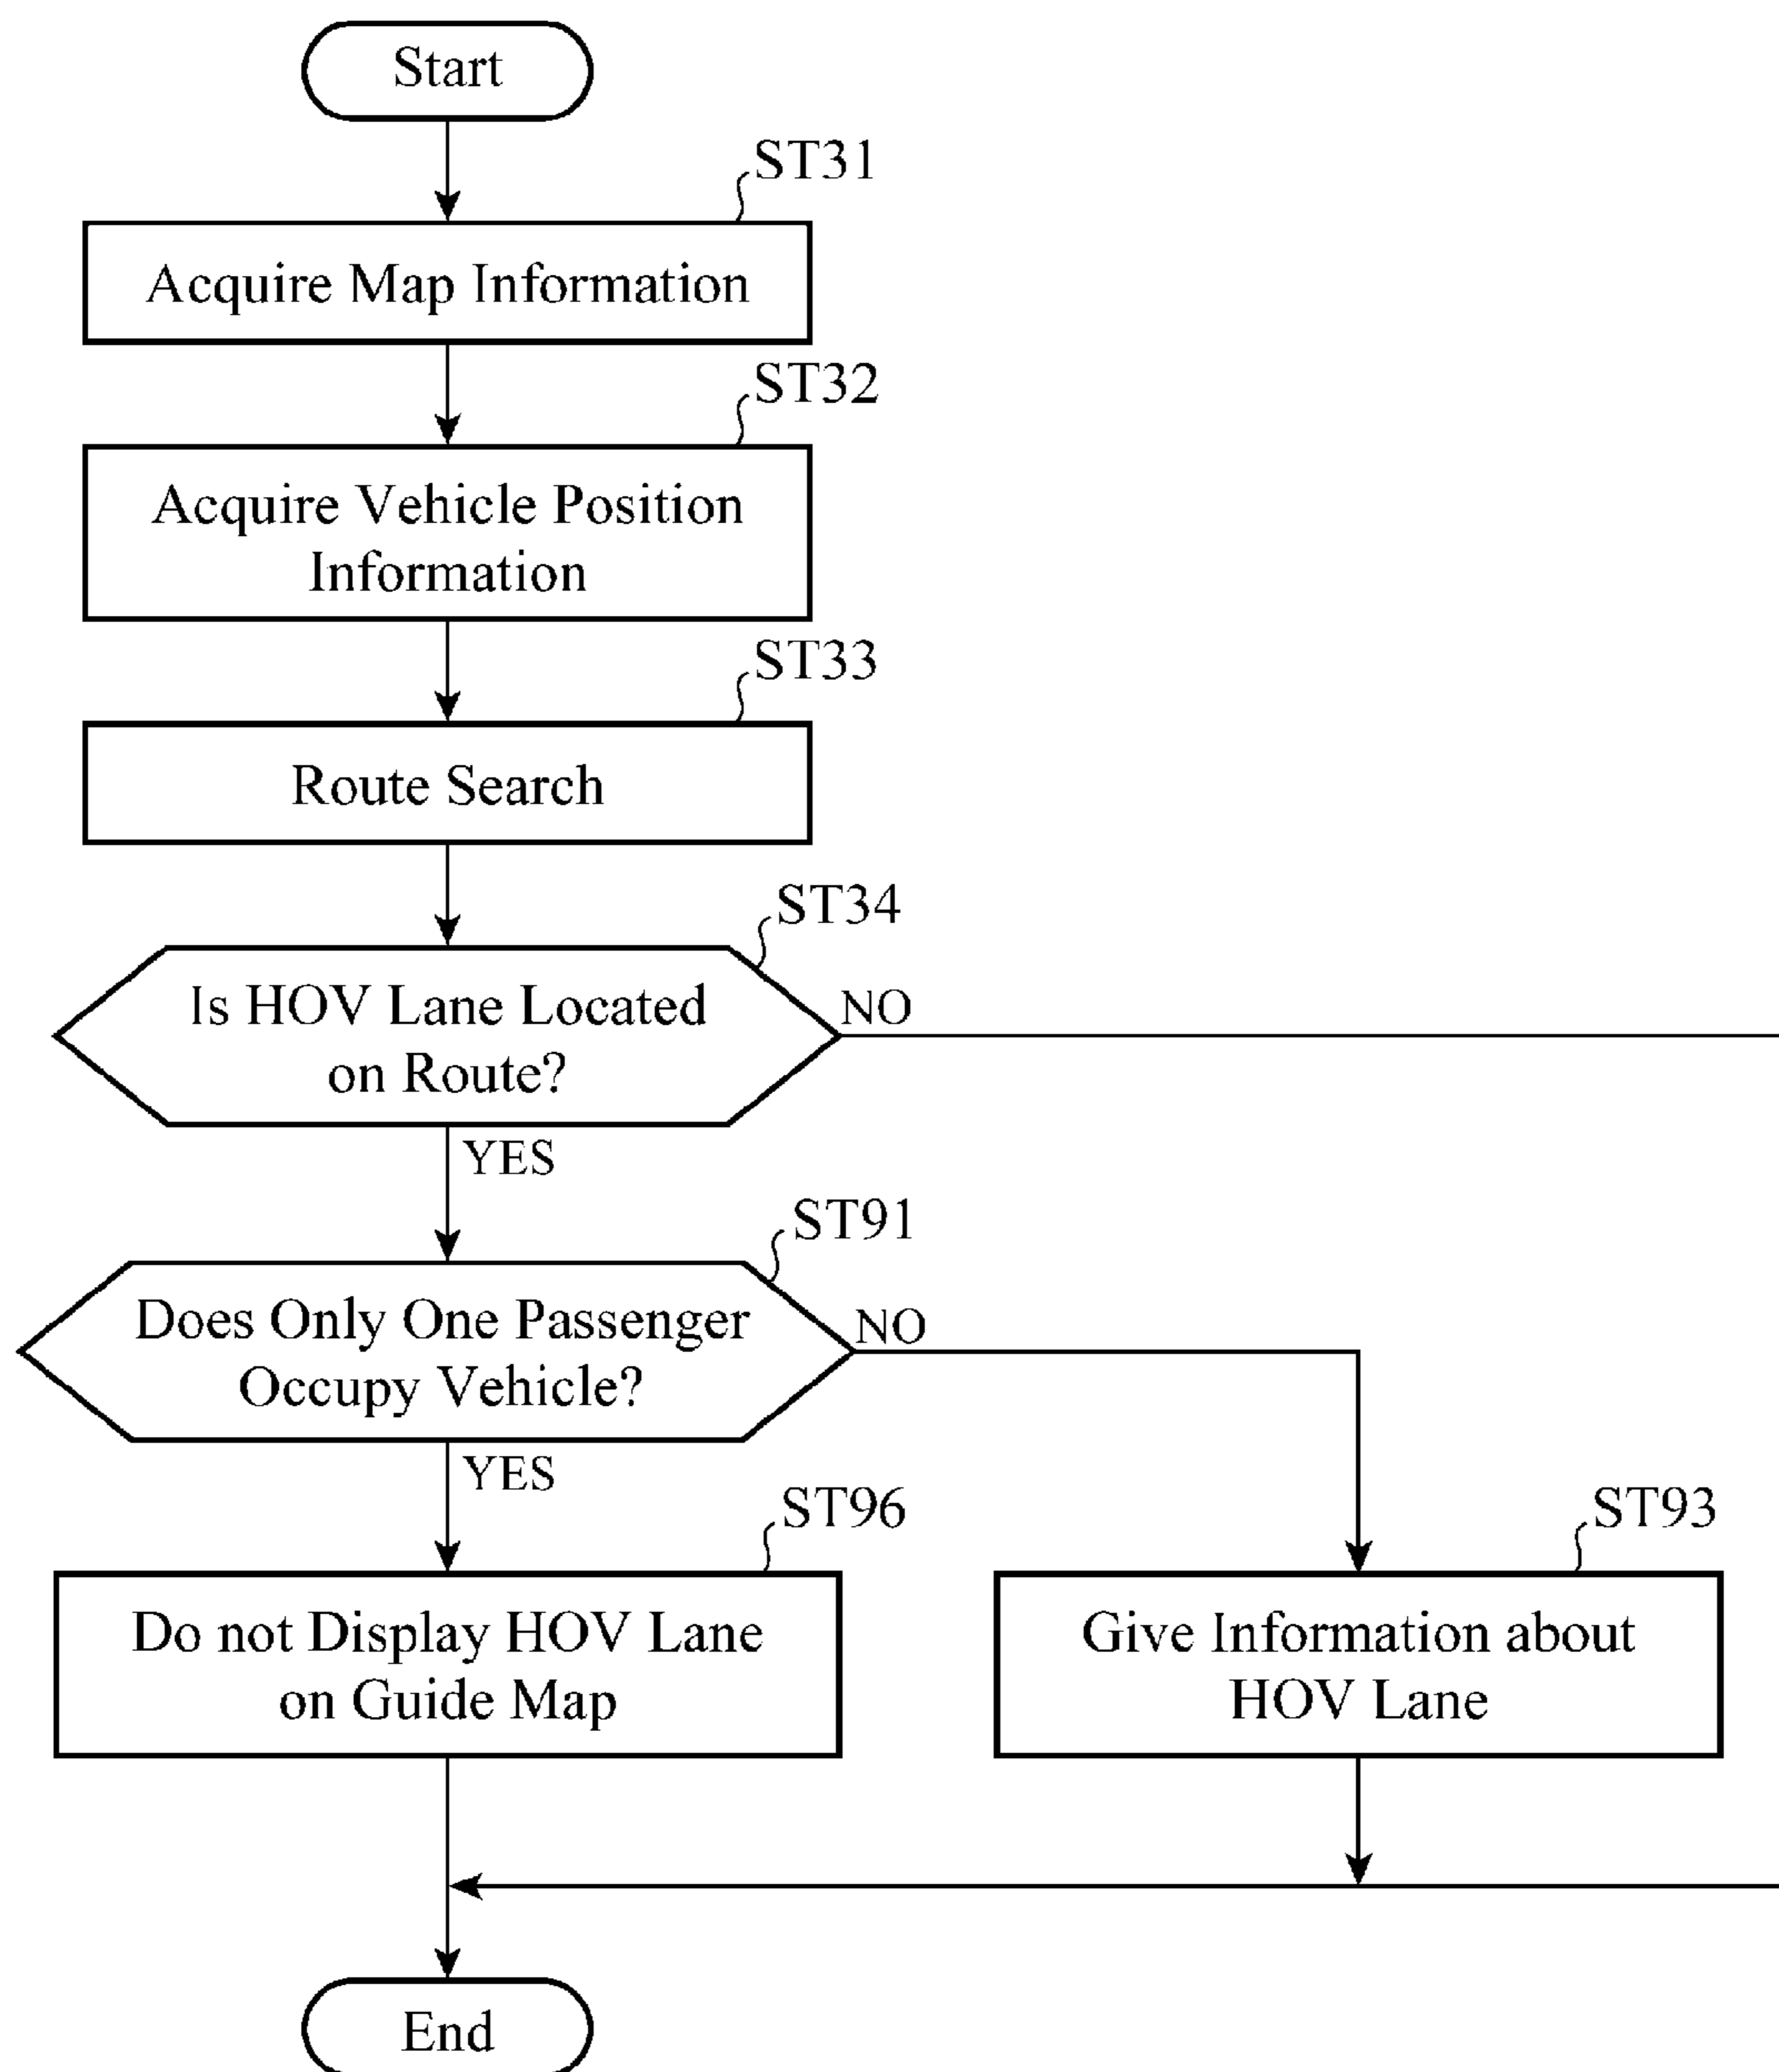 Start
ST31
Acquire Map Information
ST32
Acquire Vehicle Position
Information
ST33
Route Search
ST34
Is HOV Lane Located
on Route?
NO
YES
ST91
Does Only One Passenger
Occupy Vehicle?
NO
YES
ST96
Do not Display HOV Lane
on Guide Map
ST93
Give Information about
HOV Lane
End